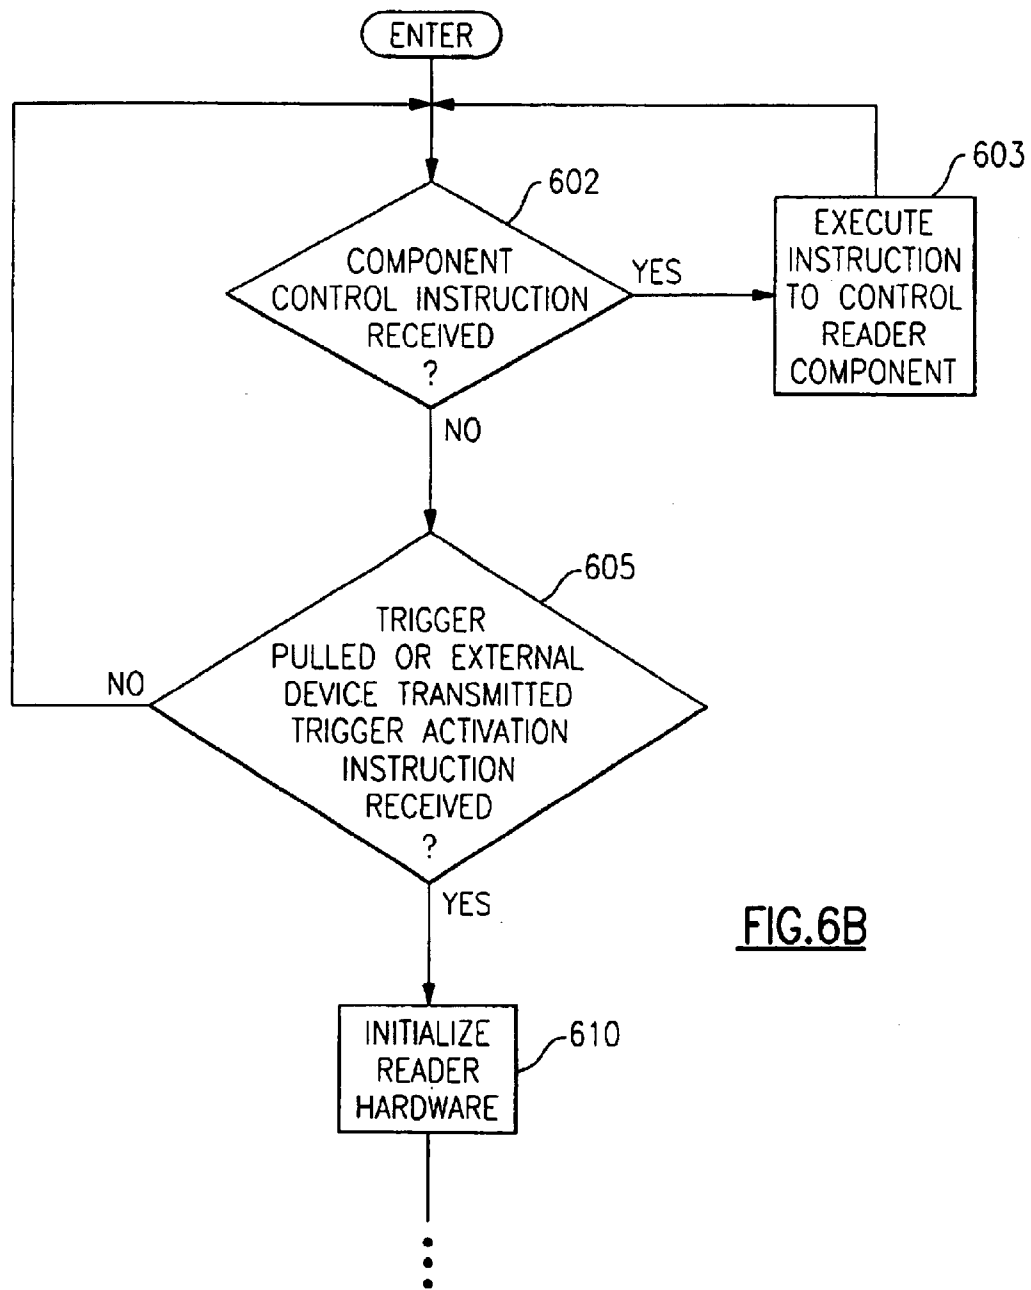 ENTER
602
603
COMPONENT
CONTROL INSTRUCTION
RECEIVED
?
YES
EXECUTE
INSTRUCTION
TO CONTROL
READER
COMPONENT
NO
605
TRIGGER
PULLED OR EXTERNAL
DEVICE TRANSMITTED
TRIGGER ACTIVATION
INSTRUCTION
RECEIVED
?
NO
YES
FIG.6B
INITIALIZE
READER
HARDWARE
610